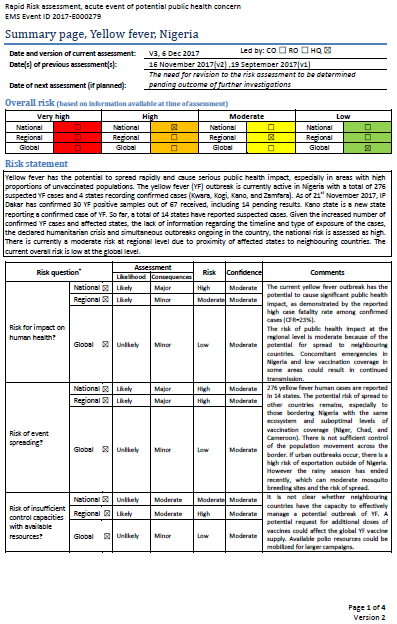 Rapid Risk assessment, acute event of potential public health concern
EMS Event ID 2017-E000279
Summary page, Yellow fever, Nigeria
Date and version of current assessment: V3, 6 Dec 2017 Led by: CO ☐ RO ☐ HQ ☒
Date(s) of previous assessment(s): 16 November 2017(v2) ,19 September 2017(v1)
The need for revision to the risk assessment to be determined
Date of next assessment (if planned): pending outcome of further investigations
Overall risk (based on information available at time of assessment)
Very high High Moderate Low
National ☐ National ☒ National ☐ National ☐
Regional ☐ Regional ☐ Regional ☒ Regional ☐
Global ☐ Global ☐ Global ☐ Global ☒
Risk statement
Yellow fever has the potential to spread rapidly and cause serious public health impact, especially in areas with high
proportions of unvaccinated populations. The yellow fever (YF) outbreak is currently active in Nigeria with a total of 276
suspected YF cases and 4 states recording confirmed cases (Kwara, Kogi, Kano, and Zamfara). As of 21st November 2017, IP
Dakar has confirmed 30 YF positive samples out of 67 received, including 14 pending results. Kano state is a new state
reporting a confirmed case of YF. So far, a total of 14 states have reported suspected cases. Given the increased number of
confirmed YF cases and affected states, the lack of information regarding the timeline and type of exposure of the cases,
the declared humanitarian crisis and simultaneous outbreaks ongoing in the country, the national risk is assessed as high.
There is currently a moderate risk at regional level due to proximity of affected states to neighbouring countries. The
current overall risk is low at the global level.
Risk question* Assessment Risk Confidence Comments
Likelihood Consequences
Risk for impact on
human health?
National ☒ Likely Major High Moderate
Regional ☒ Likely Minor Moderate Moderate
Global ☒ Unlikely Minor Low Moderate
The current yellow fever outbreak has the
potential to cause significant public health
impact, as demonstrated by the reported
high case fatality rate among confirmed
cases (CFR=23%).
The risk of public health impact at the
regional level is moderate because of the
potential for spread to neighbouring
countries. Concomitant emergencies in
Nigeria and low vaccination coverage in
some areas could result in continued
transmission.
Risk of event
spreading?
National ☒ Likely Major High Moderate
Regional ☒ Likely Major High Moderate
Global ☒ Unlikely Minor Low Moderate
276 yellow fever human cases are reported
in 14 states. The potential risk of spread to
other countries remains, especially to
those bordering Nigeria with the same
ecosystem and suboptimal levels of
vaccination coverage (Niger, Chad, and
Cameroon). There is not sufficient control
of the population movement across the
border. If urban outbreaks occur, there is a
high risk of exportation outside of Nigeria.
However the rainy season has ended
recently, which can moderate mosquito
breeding sites and the risk of spread.
Risk of insufficient
control capacities
with available
resources?
National ☒ Unlikely Moderate Moderate Moderate
Regional ☒ Likely Moderate High Moderate
Global ☒ Unlikely Minor Low Moderate
It is not clear whether neighbouring
countries have the capacity to effectively
manage a potential outbreak of YF. A
potential request for additional doses of
vaccines could affect the global YF vaccine
supply. Available polio resources could be
mobilized for larger campaigns.
Page 1 of 4
Version 2